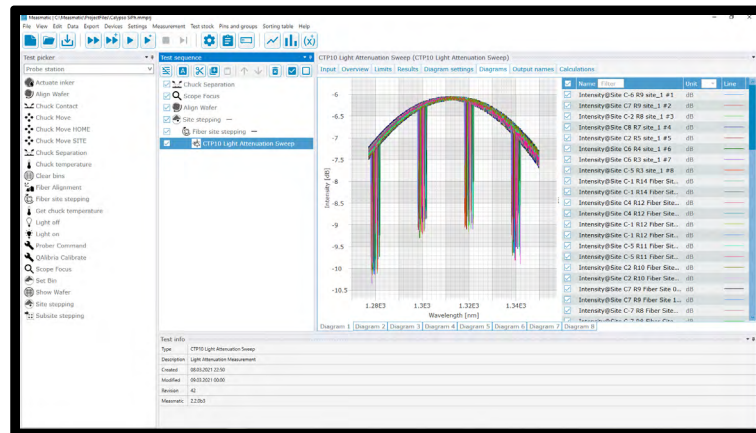 Measmatic | C:\Measmatic\ProjectFiles\Calypso SIPh.mmprj
File View Edit Data Export Devices Settings Measurement Test stock Pins and groups Sorting table Help
Test picker
Probe station
Actuate inker
Align Wafer
Chuck Contact
Chuck Move
Chuck Move HOME
Chuck Move SITE
Chuck Separation
Chuck temperature
Clear bins
Fiber Alignment
Fiber site stepping
Get chuck temperature
Light off
Light on
Prober Command
QAlibria Calibrate
Scope Focus
Set Bin
Show Wafer
Site stepping
Subsite stepping
Test sequence
Chuck Separation
Scope Focus
Align Wafer
Site stepping
Fiber site stepping
CTP10 Light Attenuation Sweep
CTP10 Light Attenuation Sweep (CTP10 Light Attenuation Sweep)
Input Overview Limits Results Diagram settings Diagrams Output names Calculations
Intensity [dB]
-6
-6.5
-7
-7.5
-8
-8.5
-9
-9.5
-10
-10.5
1.28E3 1.3E3 1.32E3 1.34E3
Wavelength [nm]
Diagram 1 Diagram 2 Diagram 3 Diagram 4 Diagram 5 Diagram 6 Diagram 7 Diagram 8
Name Filter Unit Line
Intensity@Site C-6 R9 site_1 #1 dB
Intensity@Site C7 R9 site_1 #2 dB
Intensity@Site C-2 R8 site_1 #3 dB
Intensity@Site C8 R7 site_1 #4 dB
Intensity@Site C2 R5 site_1 #5 dB
Intensity@Site C6 R4 site_1 #6 dB
Intensity@Site C6 R3 site_1 #7 dB
Intensity@Site C-5 R3 site_1 #8 dB
Intensity@Site C-1 R14 Fiber Sit... dB
Intensity@Site C-1 R14 Fiber Sit... dB
Intensity@Site C4 R12 Fiber Site... dB
Intensity@Site C4 R12 Fiber Site... dB
Intensity@Site C-1 R12 Fiber Sit... dB
Intensity@Site C-1 R12 Fiber Sit... dB
Intensity@Site C-5 R11 Fiber Sit... dB
Intensity@Site C-5 R11 Fiber Sit... dB
Intensity@Site C2 R10 Fiber Site... dB
Intensity@Site C2 R10 Fiber Site... dB
Intensity@Site C7 R9 Fiber Site 0... dB
Intensity@Site C7 R9 Fiber Site 1... dB
Intensity@Site C-7 R8 Fiber Site... dB
Test info
Type CTP10 Light Attenuation Sweep
Description Light Attenuation Measurement
Created 08.03.2021 22:50
Modified 09.03.2021 00:00
Revision 42
Measmatic 2.2.0b3